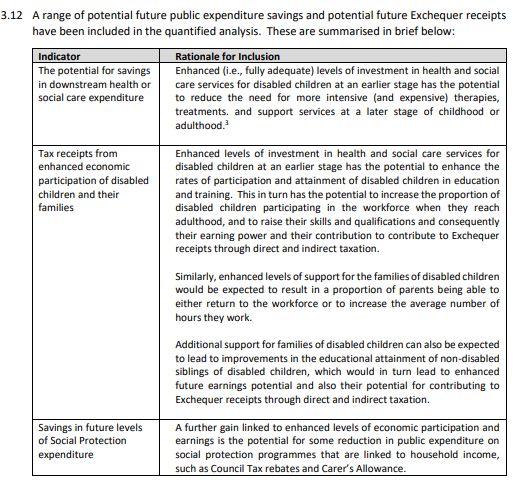 3.12 A range of potential future public expenditure savings and potential future Exchequer receipts
have been included in the quantified analysis. These are summarised in brief below:
Indicator
Rationale for Inclusion
The potential for savings
in downstream health or
social care expenditure
Enhanced (i.e., fully adequate) levels of investment in health and social
care services for disabled children at an earlier stage has the potential
to reduce the need for more intensive (and expensive) therapies,
treatments. and support services at a later stage of childhood or
adulthood.3
Tax receipts from
enhanced economic
participation of disabled
children and their
families
Enhanced levels of investment in health and social care services for
disabled children at an earlier stage has the potential to enhance the
rates of participation and attainment of disabled children in education
and training. This in turn has the potential to increase the proportion of
disabled children participating in the workforce when they reach
adulthood, and to raise their skills and qualifications and consequently
their earning power and their contribution to contribute to Exchequer
receipts through direct and indirect taxation.
Similarly, enhanced levels of support for the families of disabled children
would be expected to result in a proportion of parents being able to
either return to the workforce or to increase the average number of
hours they work.
Additional support for families of disabled children can also be expected
to lead to improvements in the educational attainment of non-disabled
siblings of disabled children, which would in turn lead to enhanced
future earnings potential and also their potential for contributing to
Exchequer receipts through direct and indirect taxation.
Savings in future levels
of Social Protection
expenditure
A further gain linked to enhanced levels of economic participation and
earnings is the potential for some reduction in public expenditure on
social protection programmes that are linked to household income,
such as Council Tax rebates and Carer's Allowance.